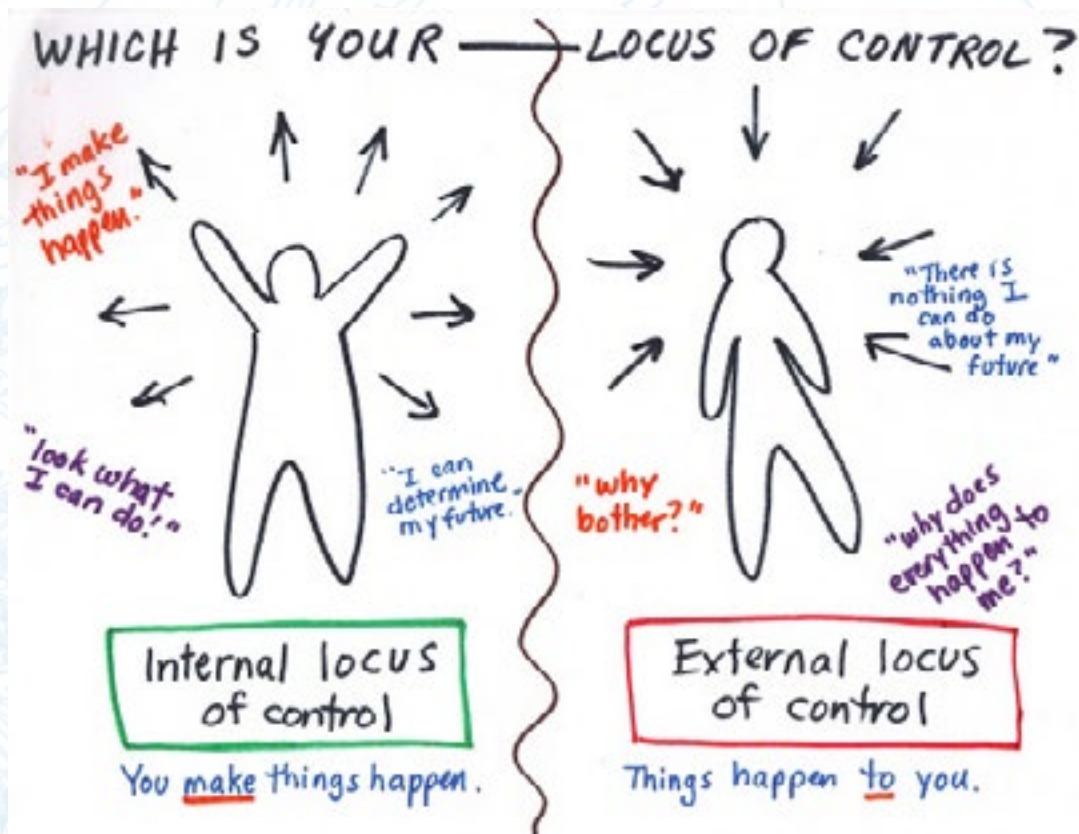 WHICH IS YOUR — LOCUS OF CONTROL?
"I make
things
happen."
"look what
I can do!"
"I can
determine
my future.
Internal locus
of control
You make things happen.
"There is
nothing I
can do
about my
future"
"why
bother?"
"why does
everything
happen to
me?"
External locus
of control
Things happen to you.